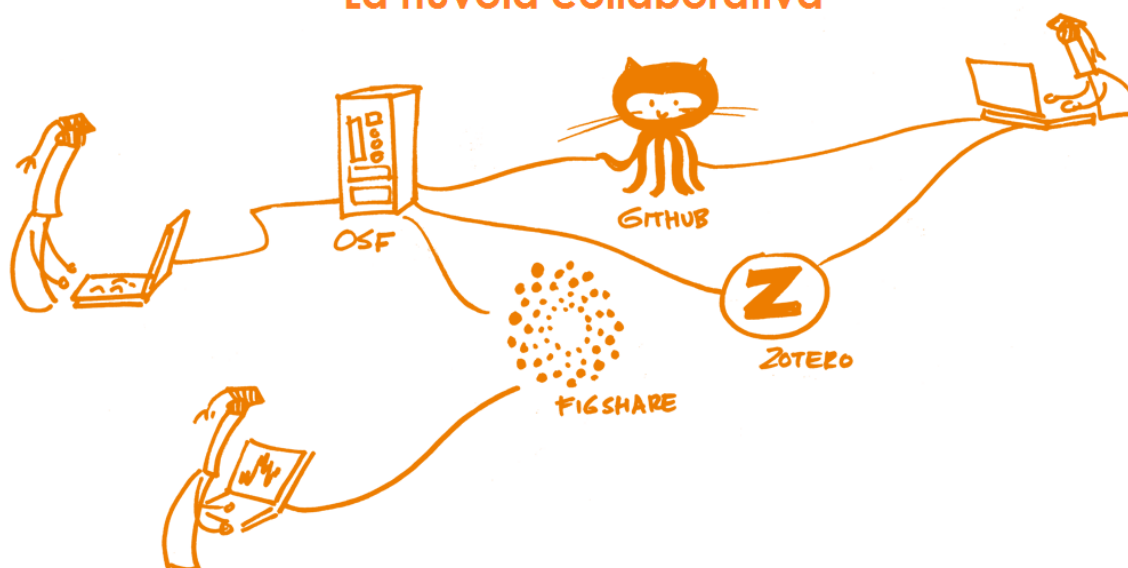 La nuvola collaborativa
GITHUB
OSF
Z
ZOTERO
FIGSHARE